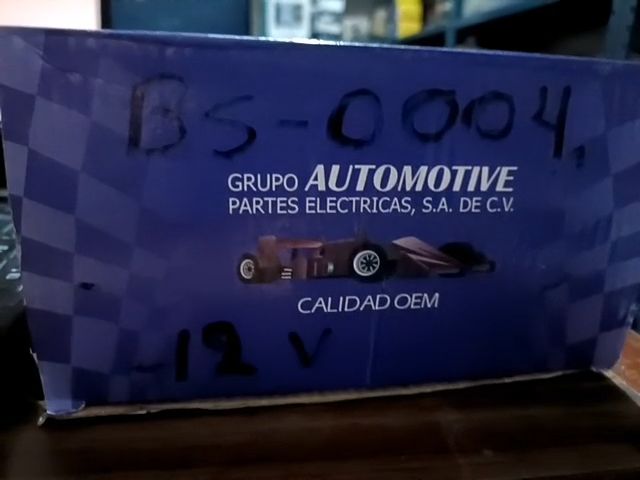 BS-0004.
GRUPO AUTOMOTIVE
PARTES ELECTRICAS, S.A. DE C.V.
CALIDAD OEM
-12 V